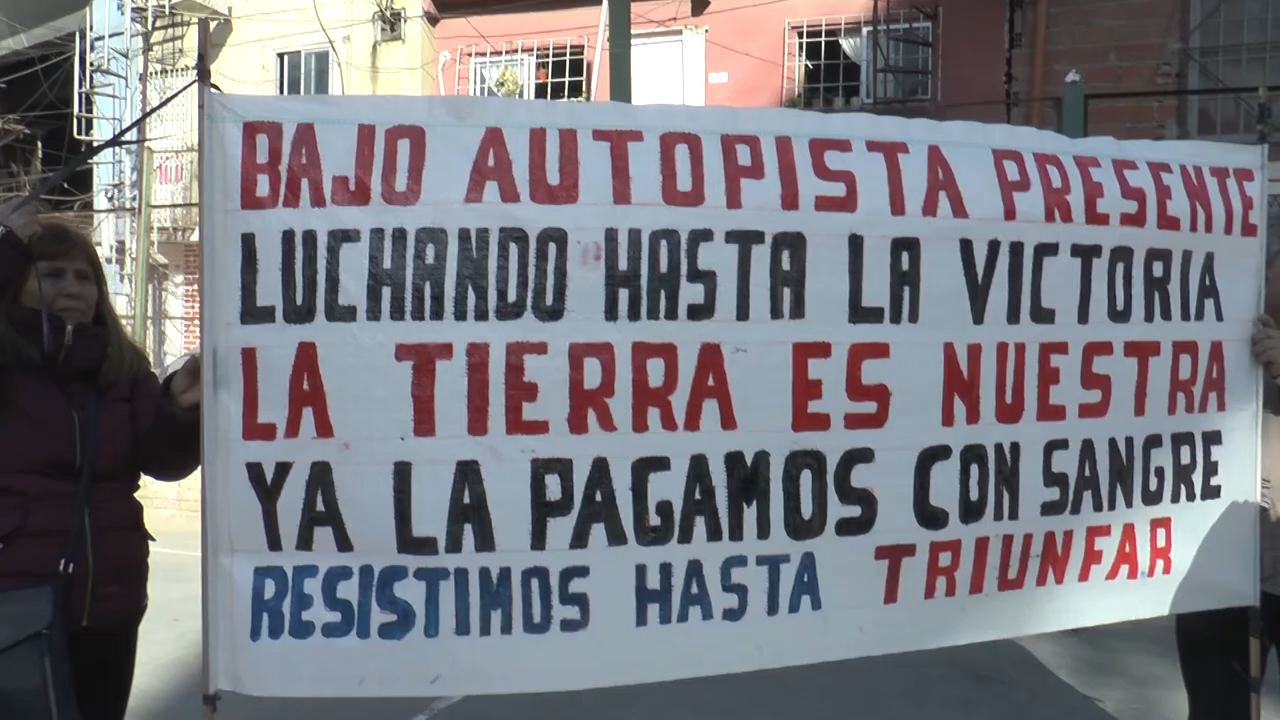 BAJO AUTOPISTA PRESENTE
LUCHANDO HASTA LA VICTORIA
LA TIERRA ES NUESTRA
YA LA PAGAMOS CON SANGRE
RESISTIMOS HASTA TRIUNFAR